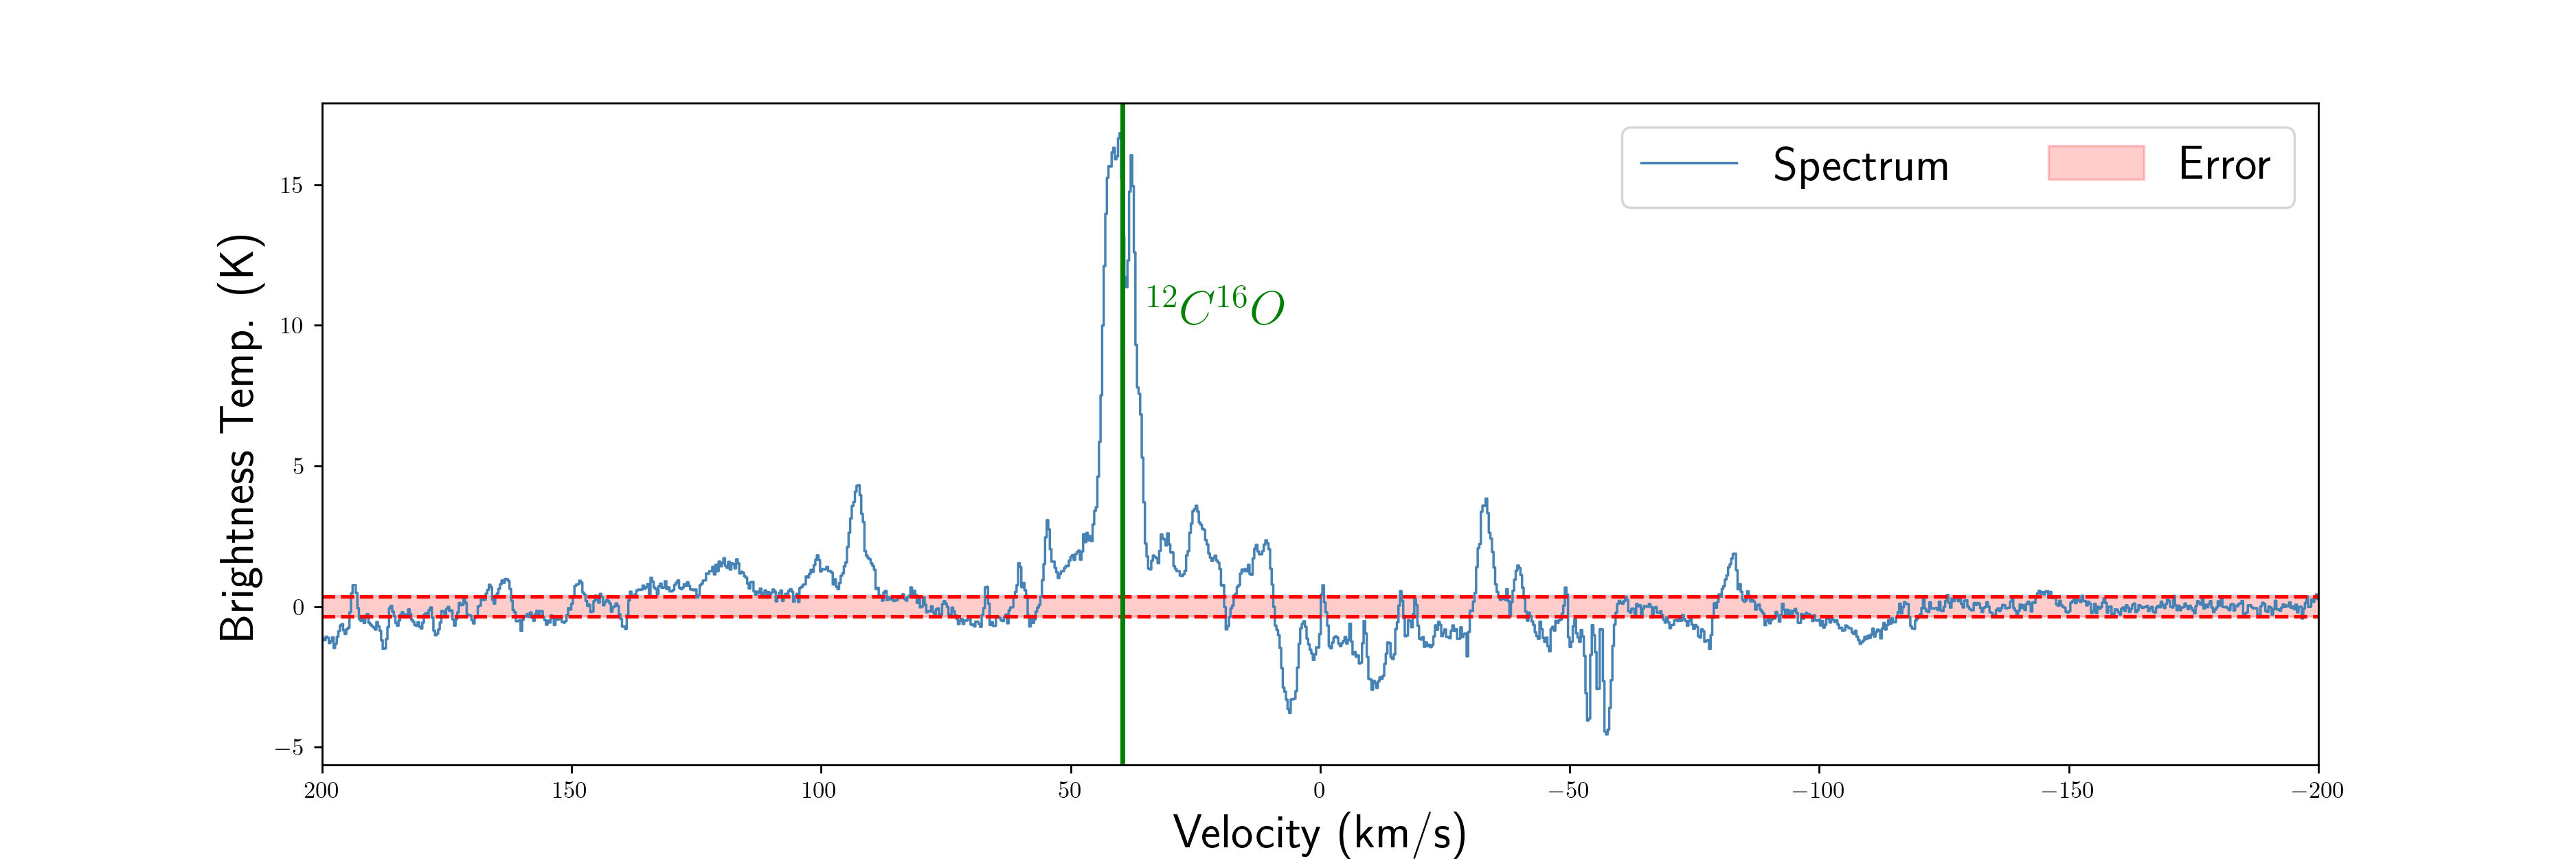 Spectrum Error
15
10
5
0
−5
Brightness Temp. (K)
¹²C¹⁶O
200 150 100 50 0 −50 −100 −150 −200
Velocity (km/s)